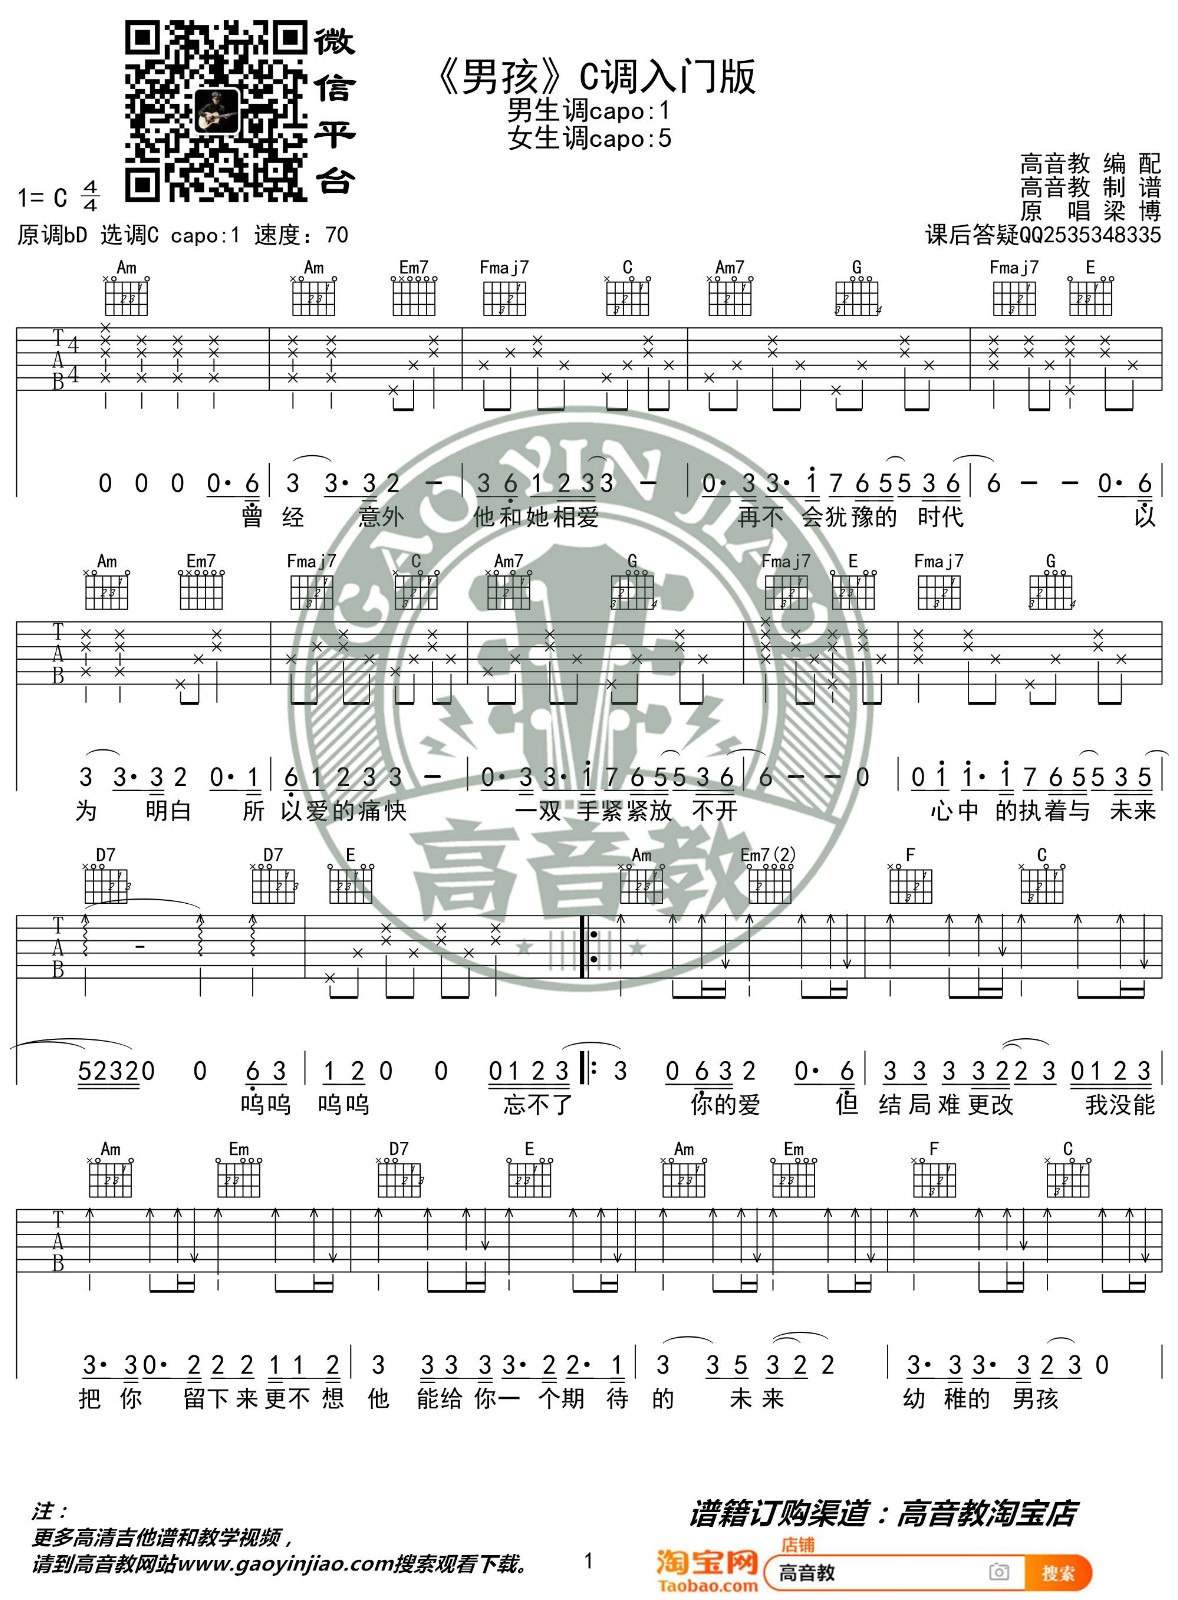 微信平台
《男孩》C调入门版
男生调capo:1
女生调capo:5
高音教 编 配
高音教 制 谱
原 唱 梁 博
1= C 4/4
原调bD 选调C capo:1 速度: 70
课后答疑QQ2535348335
Am Am Em7 Fmaj7 C Am7 G Fmaj7 E
T A B 4 4
0 0 0 0· 6 | 3 3· 3 2 - | 3 6 1 2 3 3 - | 0· 3 3· i 7 6 5 5 3 6 | 6 - - 0· 6
曾 经 意外 他和她相爱 再不 会犹豫的 时代 以
Am Em7 Fmaj7 C Am7 G Fmaj7 E Fmaj7 G
T A B
3 3· 3 2 0· 1 | 6 1 2 3 3 - | 0· 3 3· i 7 6 5 5 3 6 | 6 - - 0 | 0 i i· i 7 6 5 5 3 5
为 明白 所 以爱的痛快 一双 手紧紧放 不开 心中 的执着与 未来
D7 D7 E Am Em7(2) F C
T A B
5 2 3 2 0 0 6 3 | 1 2 0 0 0 1 2 3 |: 3 0 6 3 2 0· 6 | 3 3 3 3 2 2 3 0 1 2 3
呜呜 呜呜 忘不了 你的爱 但 结局难更改 我没能
Am Em D7 E Am Em F C
T A B
3· 3 0· 2 2 2 1 1 2 | 3 3 3 3 3· 2 2· 1 | 3 3 5 3 2 2 | 3· 3 3· 3 2 3 0
把 你 留下来更不想 他 能给你一个期待 的 未来 幼 稚的 男孩
GAO YIN JIAO
高音教
注:
更多高清吉他谱和教学视频,
请到高音教网站www.gaoyinjiao.com搜索观看下载。
1
谱籍订购渠道：高音教淘宝店
店铺
淘宝网
Taobao.com
高音教
搜索